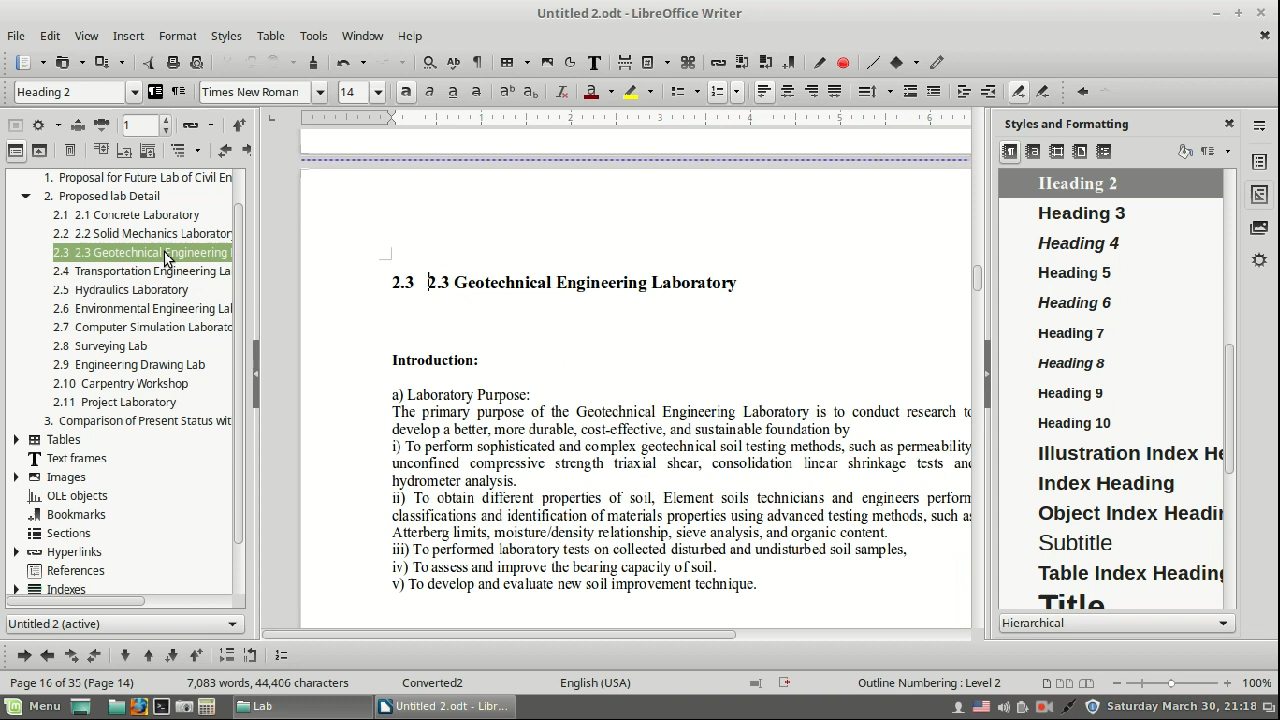 Untitled 2.odt - LibreOffice Writer
File Edit View Insert Format Styles Table Tools Window Help
Heading 2 Times New Roman 14
1
1. Proposal for Future Lab of Civil En
2. Proposed lab Detail
2.1 2.1 Concrete Laboratory
2.2 2.2 Solid Mechanics Laboratory
2.3 2.3 Geotechnical Engineering
2.4 Transportation Engineering La
2.5 Hydraulics Laboratory
2.6 Environmental Engineering Lal
2.7 Computer Simulation Laborato
2.8 Surveying Lab
2.9 Engineering Drawing Lab
2.10 Carpentry Workshop
2.11 Project Laboratory
3. Comparison of Present Status wit
Tables
Text frames
Images
OLE objects
Bookmarks
Sections
Hyperlinks
References
Indexes
Untitled 2 (active)
1 2 3 4 5 6
2.3 2.3 Geotechnical Engineering Laboratory
Introduction:
a) Laboratory Purpose:
The primary purpose of the Geotechnical Engineering Laboratory is to conduct research to
develop a better, more durable, cost-effective, and sustainable foundation by
i) To perform sophisticated and complex geotechnical soil testing methods, such as permeability,
unconfined compressive strength triaxial shear, consolidation linear shrinkage tests and
hydrometer analysis.
ii) To obtain different properties of soil, Element soils technicians and engineers perform
classifications and identification of materials properties using advanced testing methods, such as
Atterberg limits, moisture/density relationship, sieve analysis, and organic content.
iii) To performed laboratory tests on collected disturbed and undisturbed soil samples,
iv) To assess and improve the bearing capacity of soil.
v) To develop and evaluate new soil improvement technique.
Styles and Formatting
Heading 2
Heading 3
Heading 4
Heading 5
Heading 6
Heading 7
Heading 8
Heading 9
Heading 10
Illustration Index He
Index Heading
Object Index Headin
Subtitle
Table Index Heading
Title
Hierarchical
Page 16 of 35 (Page 14) 7,083 words, 44,406 characters Converted2 English (USA) Outline Numbering : Level 2 100%
Menu Lab Untitled 2.odt - Libr... Saturday March 30, 21:18